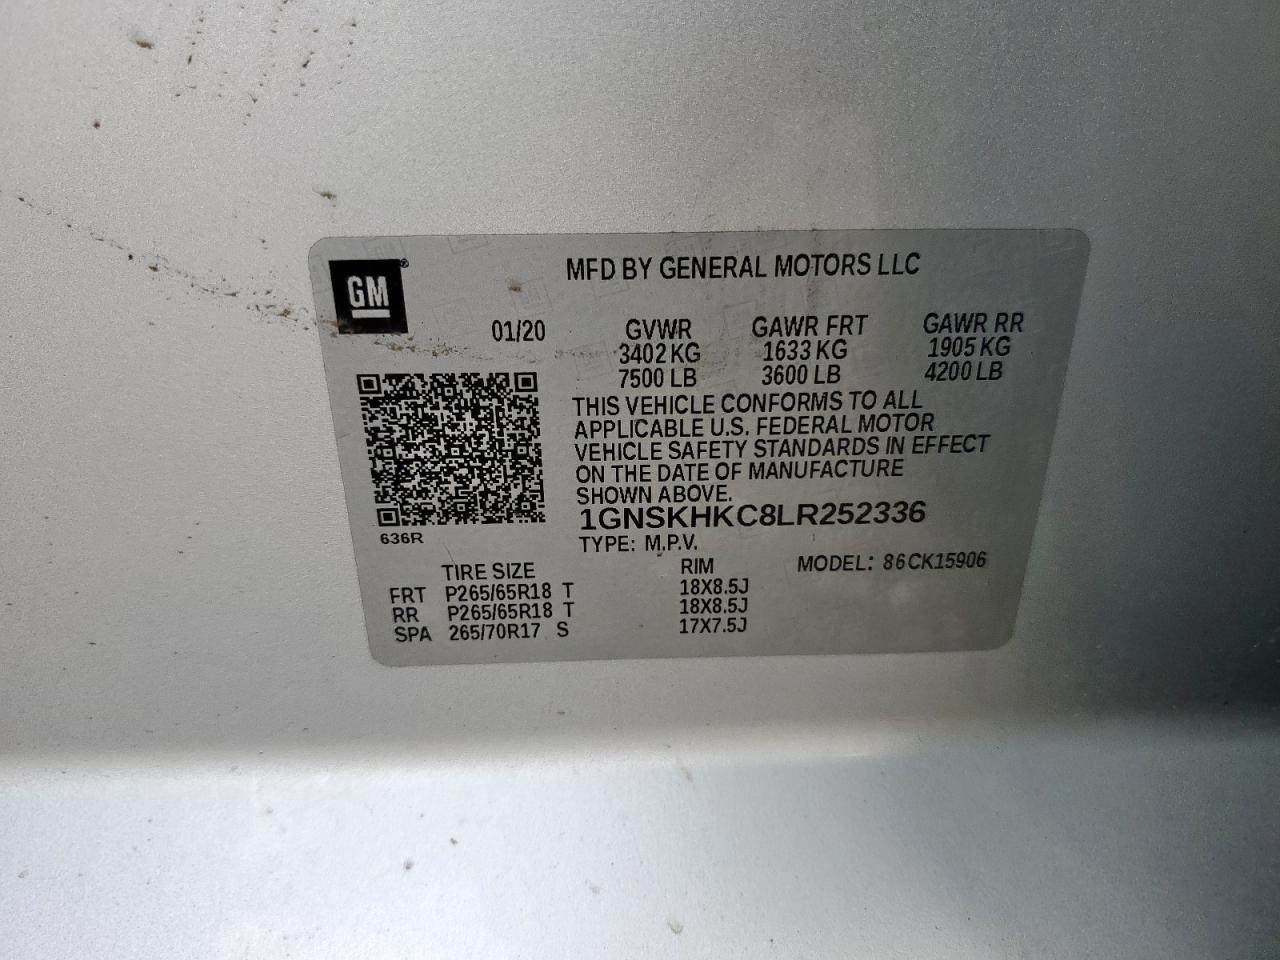 GM
MFD BY GENERAL MOTORS LLC
01/20 GVWR GAWR FRT GAWR RR
3402 KG 1633 KG 1905 KG
7500 LB 3600 LB 4200 LB
THIS VEHICLE CONFORMS TO ALL
APPLICABLE U.S. FEDERAL MOTOR
VEHICLE SAFETY STANDARDS IN EFFECT
ON THE DATE OF MANUFACTURE
SHOWN ABOVE.
1GNSKHKC8LR252336
636R
TYPE: M.P.V. MODEL: 86CK15906
TIRE SIZE RIM
FRT P265/65R18 T 18X8.5J
RR P265/65R18 T 18X8.5J
SPA 265/70R17 S 17X7.5J